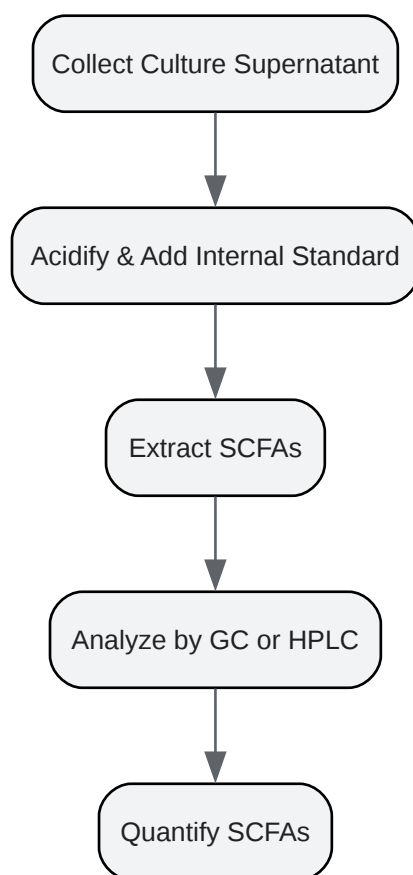 Collect Culture Supernatant
Acidify & Add Internal Standard
Extract SCFAs
Analyze by GC or HPLC
Quantify SCFAs